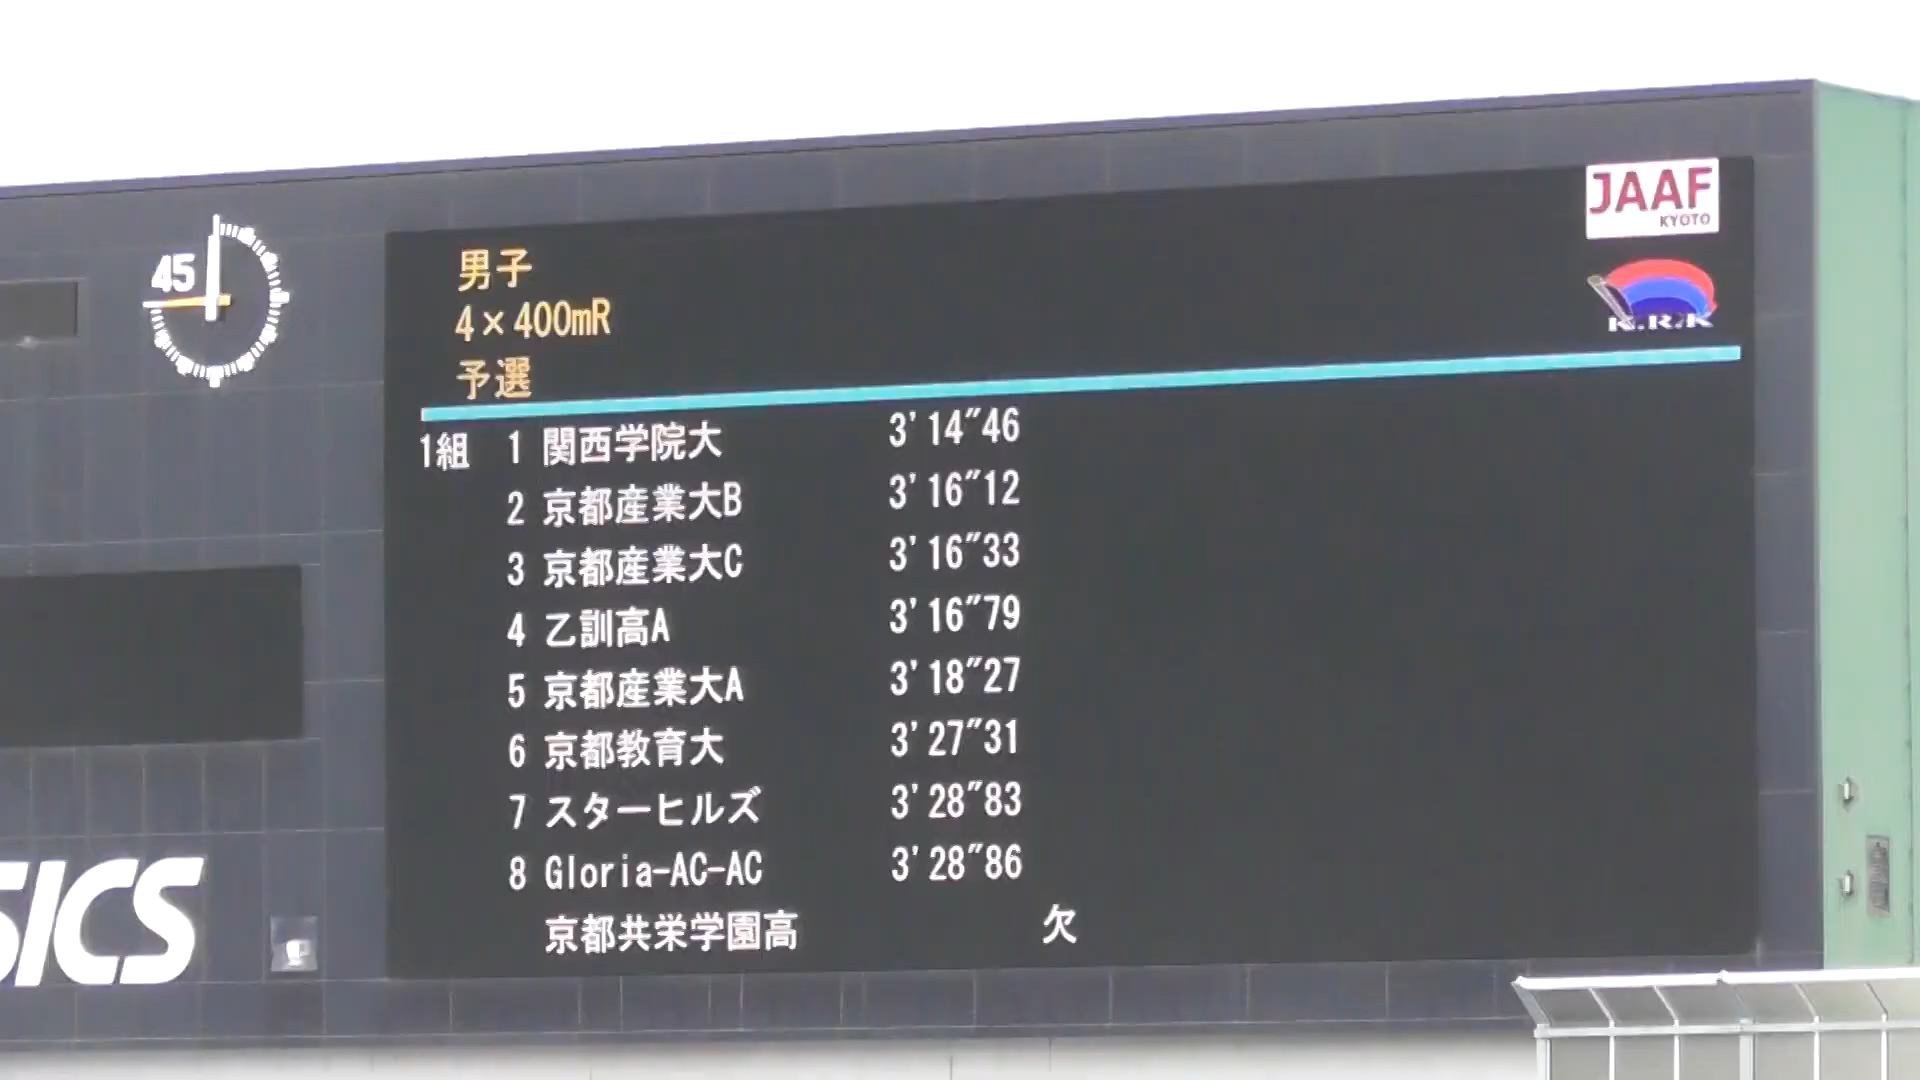 JAAF
KYOTO
K.R.K
45
男子
4×400mR
予選
1組 1 関西学院大 3'14"46
2 京都産業大B 3'16"12
3 京都産業大C 3'16"33
4 乙訓高A 3'16"79
5 京都産業大A 3'18"27
6 京都教育大 3'27"31
7 スターヒルズ 3'28"83
8 Gloria-AC-AC 3'28"86
京都共栄学園高 欠
SICS